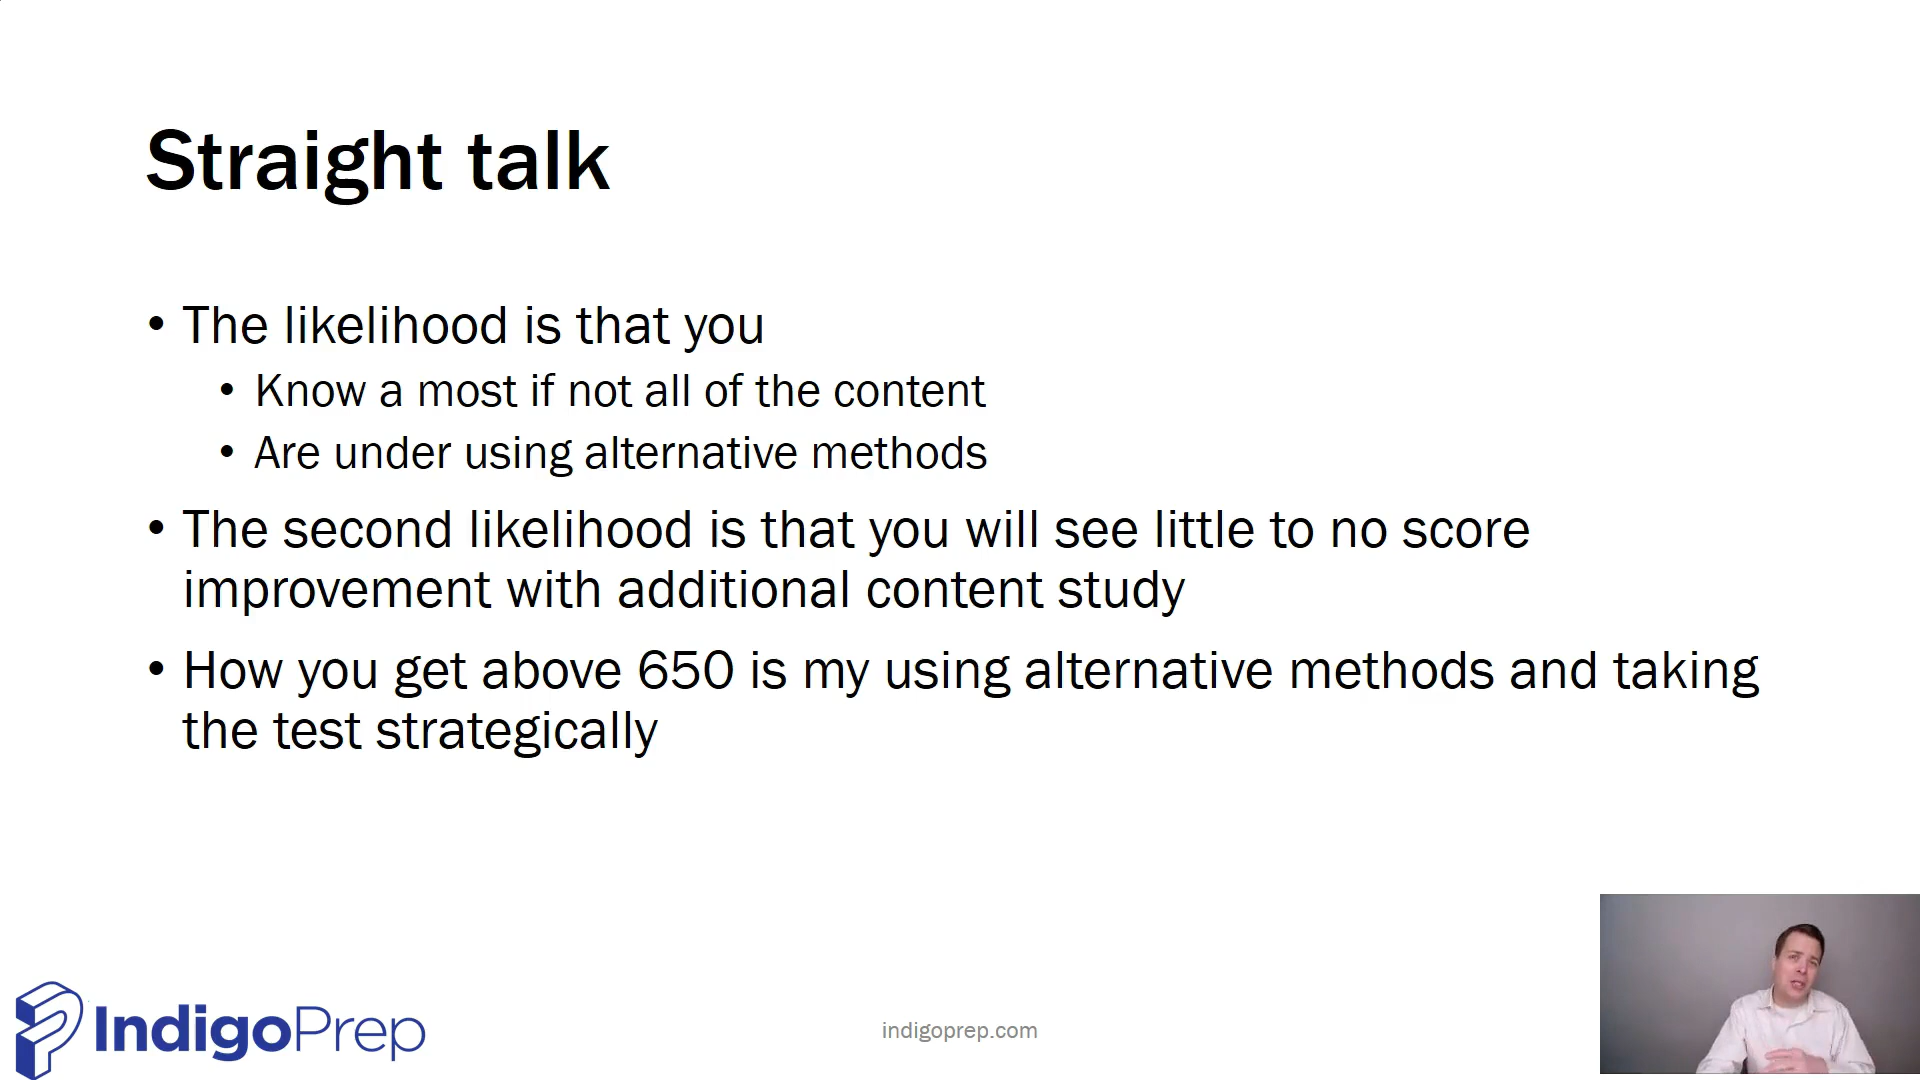 Straight talk
• The likelihood is that you
• Know a most if not all of the content
• Are under using alternative methods
• The second likelihood is that you will see little to no score
improvement with additional content study
• How you get above 650 is my using alternative methods and taking
the test strategically
IndigoPrep
indigoprep.com